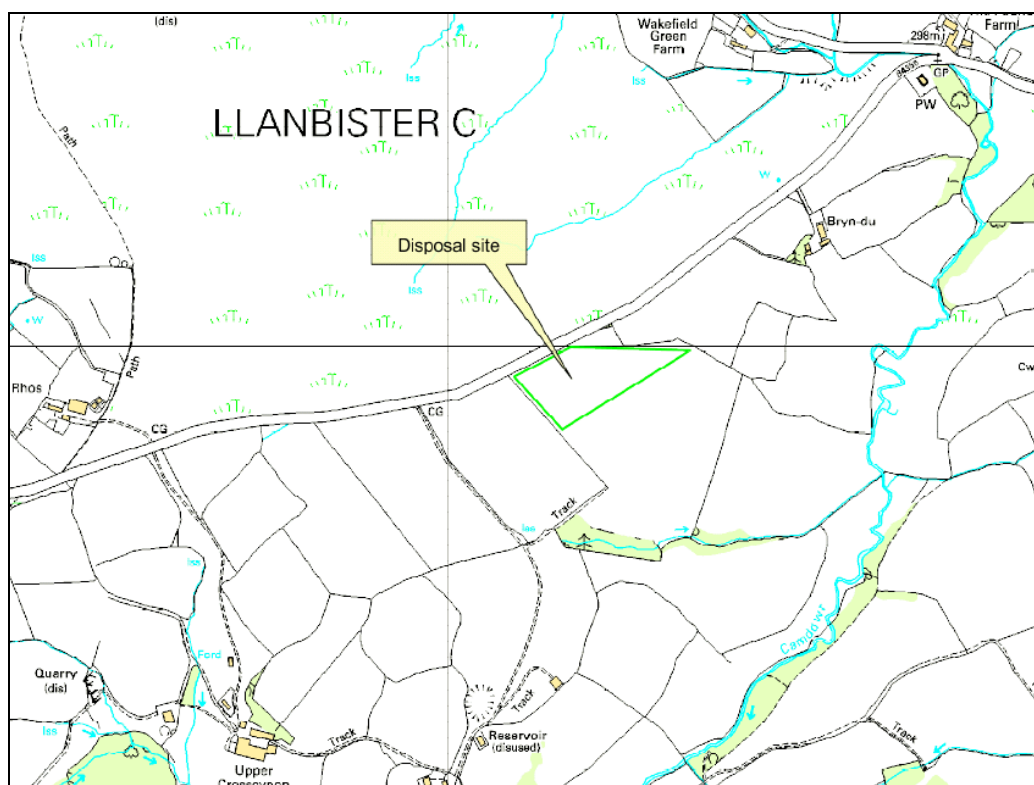 (dis)
Wakefield
Green
Farm
Farm
298m
GP
PW
Iss
Iss
Path
LLANBISTER C
W
Bryn-du
Disposal site
Iss
Iss
W
Path
Rhos
CG
CG
Cw
Track
Iss
Iss
Camddwr
Ford
Quarry
(dis)
Iss
Track
Reservoir
(disused)
Track
Track
Upper